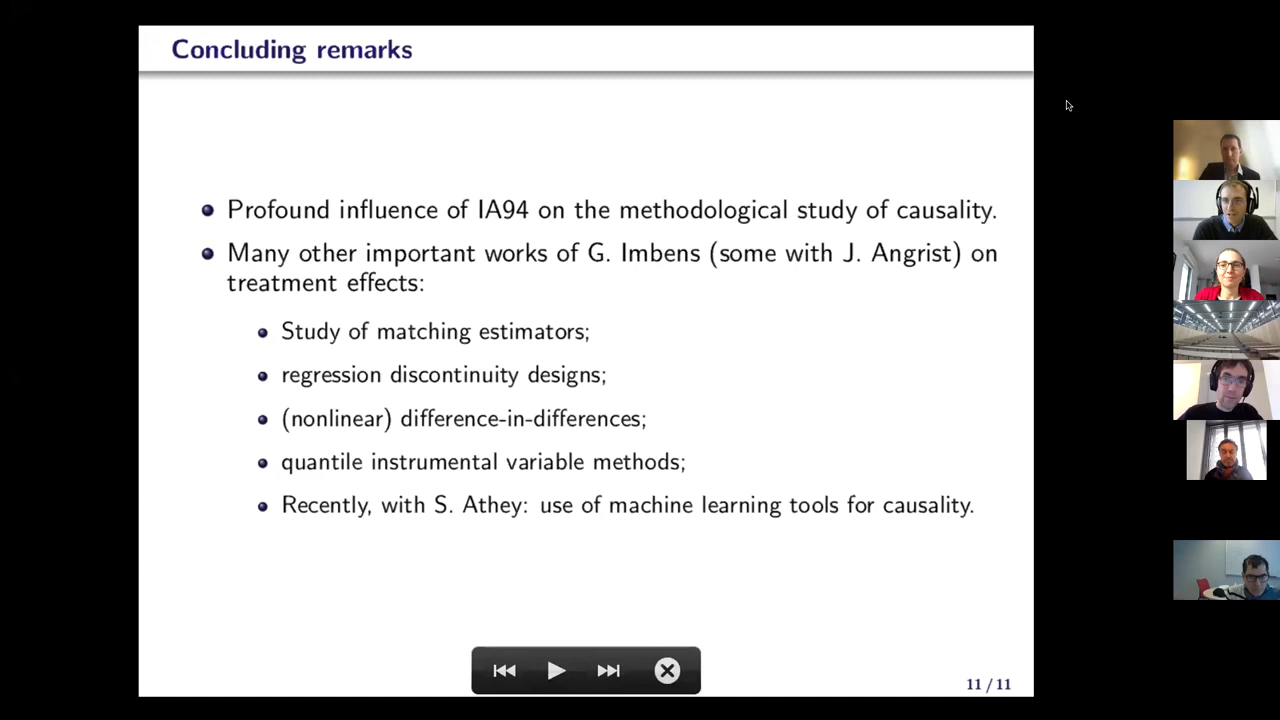 Concluding remarks
Profound influence of IA94 on the methodological study of causality.
Many other important works of G. Imbens (some with J. Angrist) on
treatment effects:
Study of matching estimators;
regression discontinuity designs;
(nonlinear) difference-in-differences;
quantile instrumental variable methods;
Recently, with S. Athey: use of machine learning tools for causality.
11 / 11